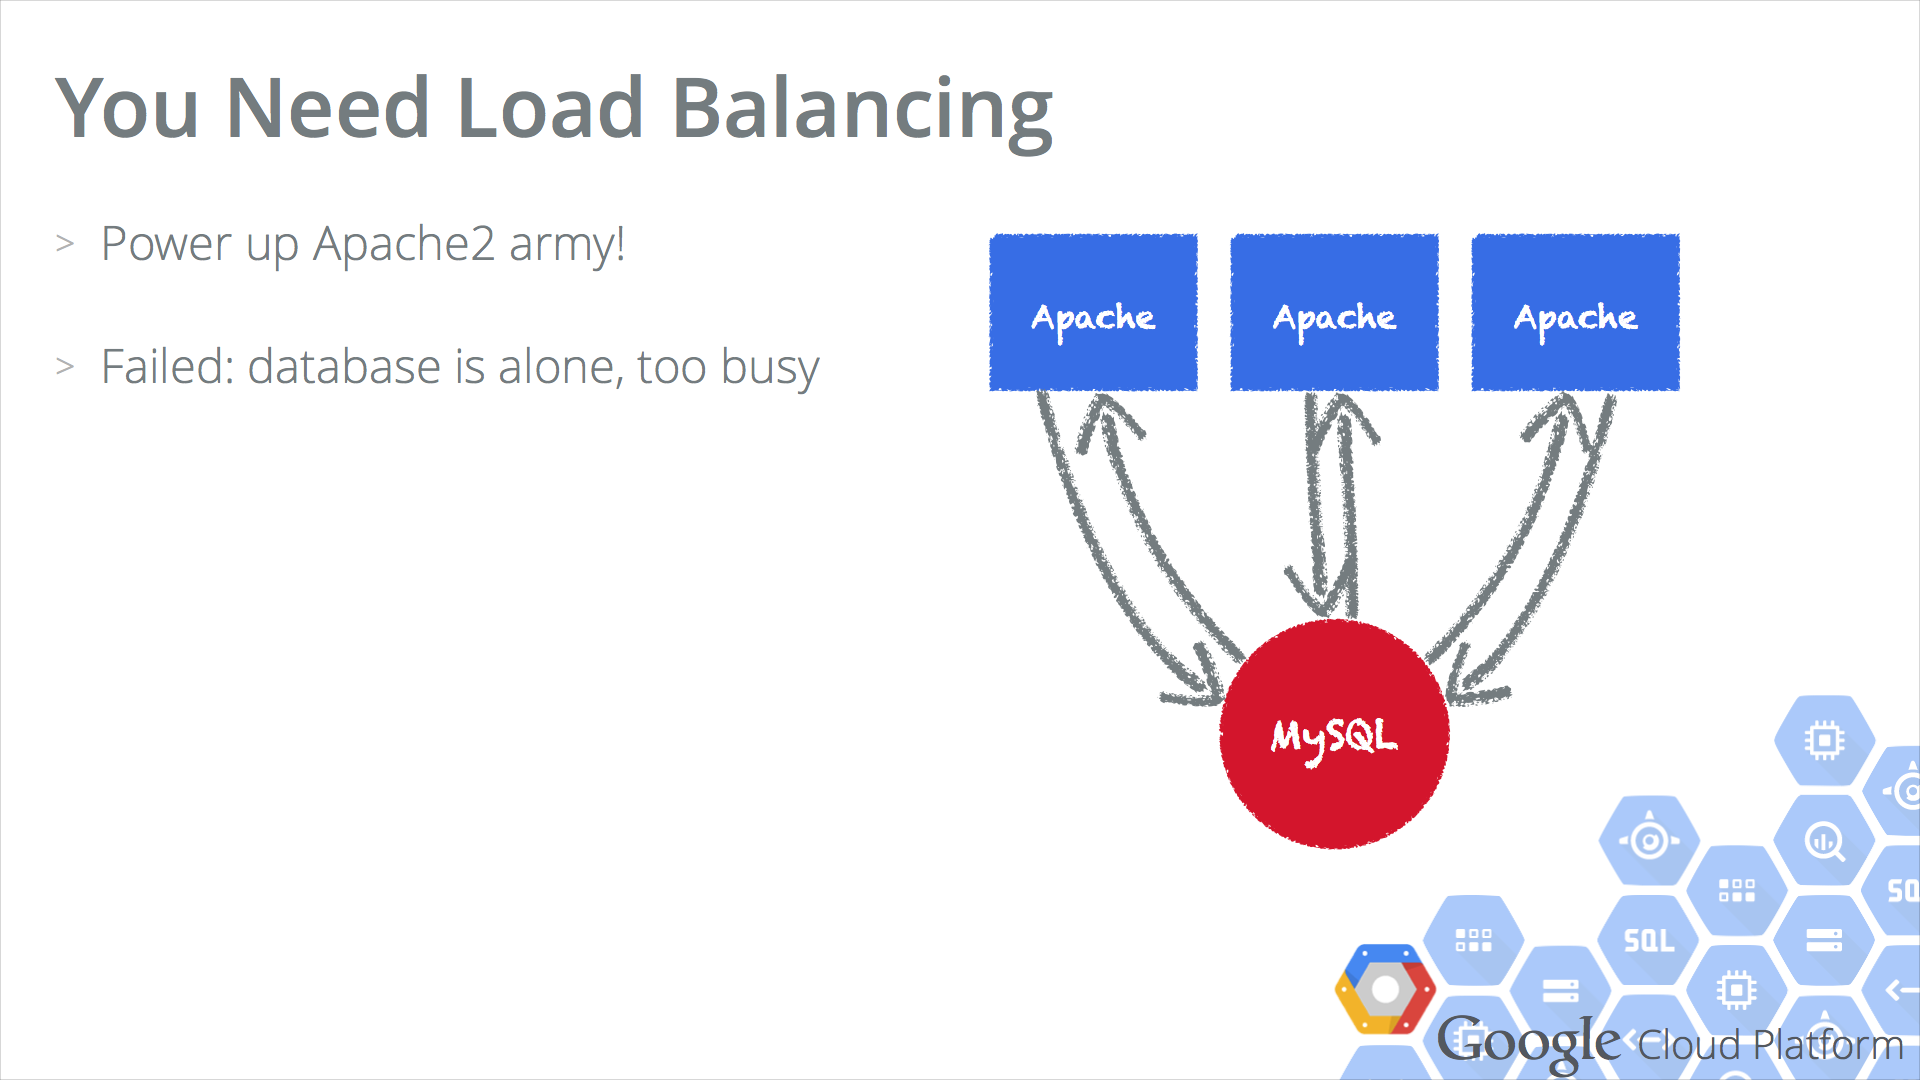 You Need Load Balancing
> Power up Apache2 army!
> Failed: database is alone, too busy
Apache
Apache
Apache
MySQL
SQL
SQ
Google Cloud Platform